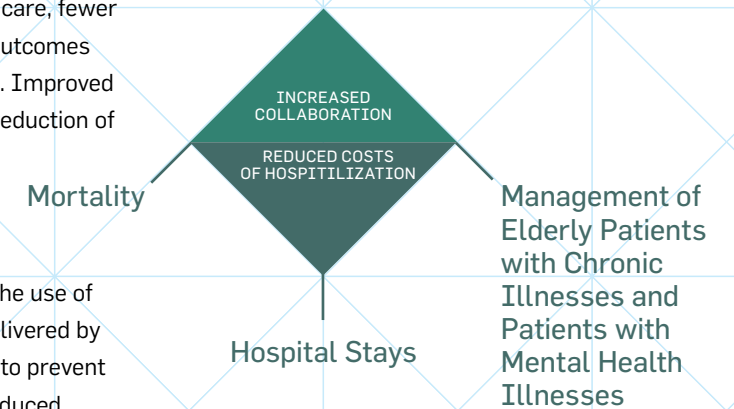 care, fewer
utcomes
. Improved
eduction of
INCREASED
COLLABORATION
REDUCED COSTS
OF HOSPITILIZATION
Mortality
Management of
Elderly Patients
with Chronic
Illnesses and
Patients with
Mental Health
Illnesses
he use of
livered by
to prevent
duced
Hospital Stays